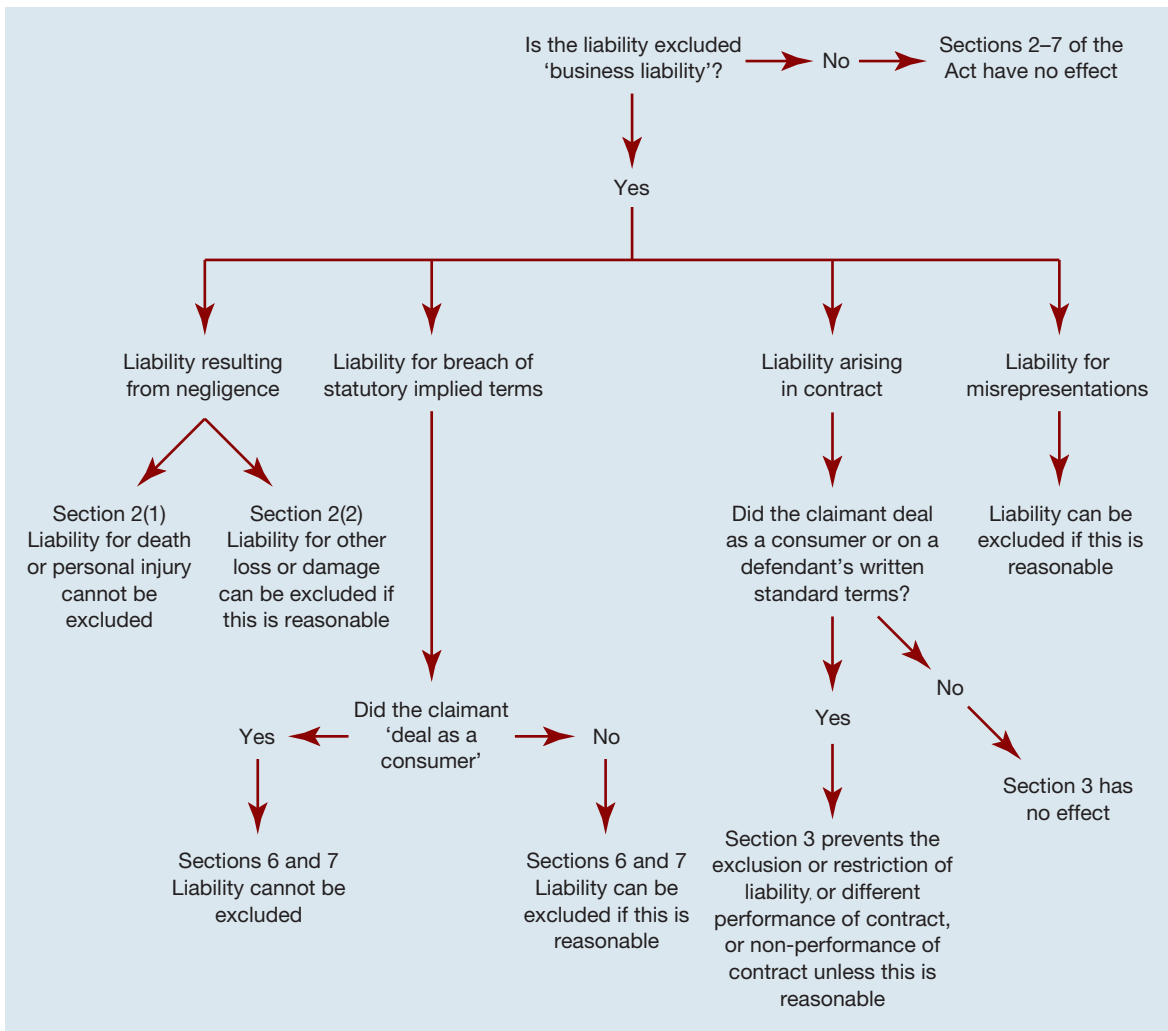 Is the liability excluded
‘business liability’?
No
Sections 2–7 of the
Act have no effect
Yes
Liability resulting
from negligence
Liability for breach of
statutory implied terms
Liability arising
in contract
Liability for
misrepresentations
Section 2(1)
Liability for death
or personal injury
cannot be
excluded
Section 2(2)
Liability for other
loss or damage
can be excluded if
this is reasonable
Did the claimant deal
as a consumer or on a
defendant’s written
standard terms?
Liability can be
excluded if this is
reasonable
Did the claimant
‘deal as a
consumer’
Yes
No
Yes
No
Sections 6 and 7
Liability cannot be
excluded
Sections 6 and 7
Liability can be
excluded if this is
reasonable
Section 3 prevents the
exclusion or restriction of
liability, or different
performance of contract,
or non-performance of
contract unless this is
reasonable
Section 3 has
no effect